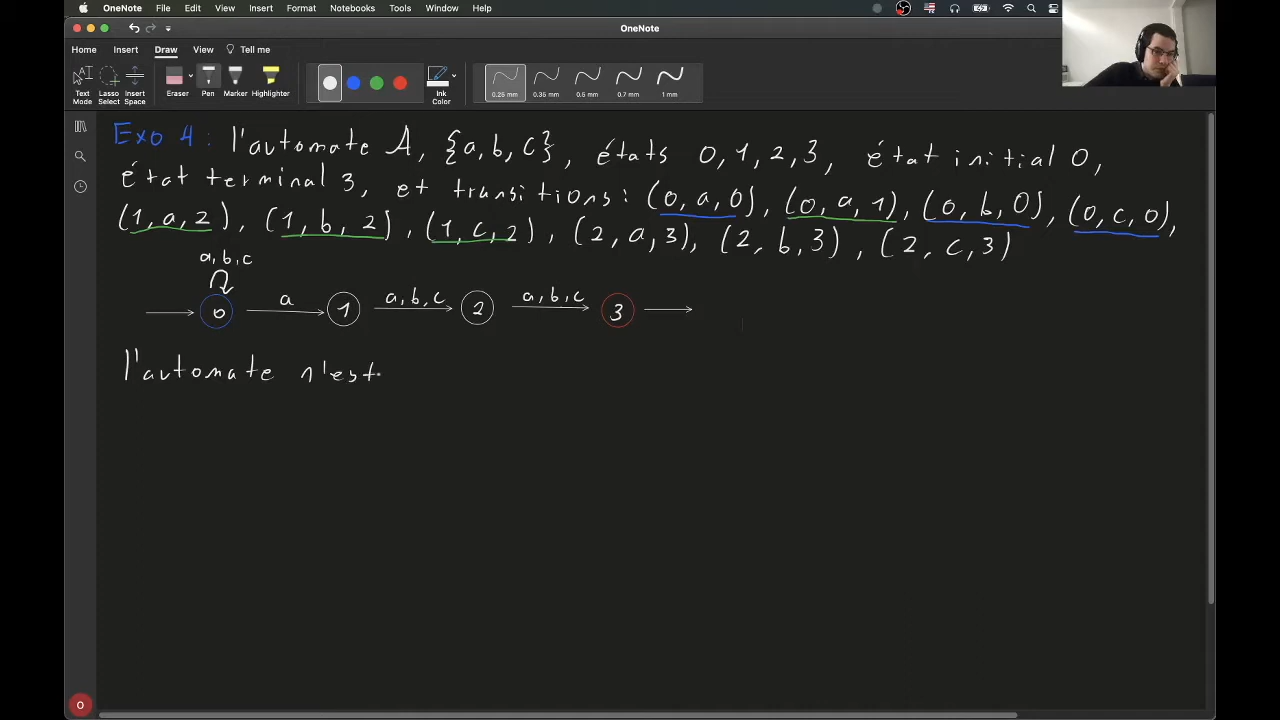 OneNote File Edit View Insert Format Notebooks Tools Window Help
OneNote
Home Insert Draw View Tell me
Text Mode Lasso Select Insert Space Eraser Pen Marker Highlighter Ink Color 0.25 mm 0.35 mm 0.5 mm 0.7 mm 1 mm
Exo 4 : l'automate A, {a, b, c}, états 0, 1, 2, 3, état initial 0,
état terminal 3, et transitions : (0, a, 0), (0, a, 1), (0, b, 0), (0, c, 0),
(1, a, 2), (1, b, 2), (1, c, 2), (2, a, 3), (2, b, 3), (2, c, 3)
a, b, c
0 a 1 a, b, c 2 a, b, c 3
l'automate n'est
O